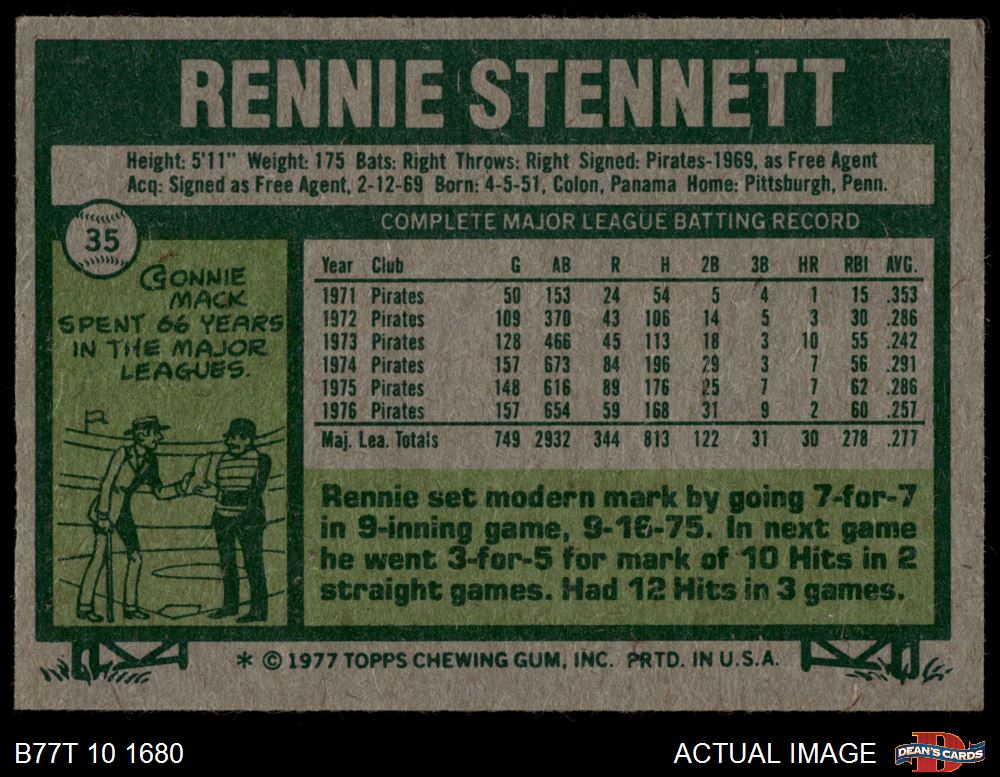 RENNIE STENNETT
Height: 5'11" Weight: 175 Bats: Right Throws: Right Signed: Pirates-1969, as Free Agent
Acq: Signed as Free Agent, 2-12-69 Born: 4-5-51, Colon, Panama Home: Pittsburgh, Penn.
35
CONNIE
MACK
SPENT 66 YEARS
IN THE MAJOR
LEAGUES.
COMPLETE MAJOR LEAGUE BATTING RECORD
Year Club G AB R H 2B 3B HR RBI AVG.
1971 Pirates 50 153 24 54 5 4 1 15 .353
1972 Pirates 109 370 43 106 14 5 3 30 .286
1973 Pirates 128 466 45 113 18 3 10 55 .242
1974 Pirates 157 673 84 196 29 3 7 56 .291
1975 Pirates 148 616 89 176 25 7 7 62 .286
1976 Pirates 157 654 59 168 31 9 2 60 .257
Maj. Lea. Totals 749 2932 344 813 122 31 30 278 .277
Rennie set modern mark by going 7-for-7
in 9-inning game, 9-16-75. In next game
he went 3-for-5 for mark of 10 Hits in 2
straight games. Had 12 Hits in 3 games.
* © 1977 TOPPS CHEWING GUM, INC. PRTD. IN U.S.A.
B77T 10 1680
ACTUAL IMAGE
D
DEAN'S CARDS